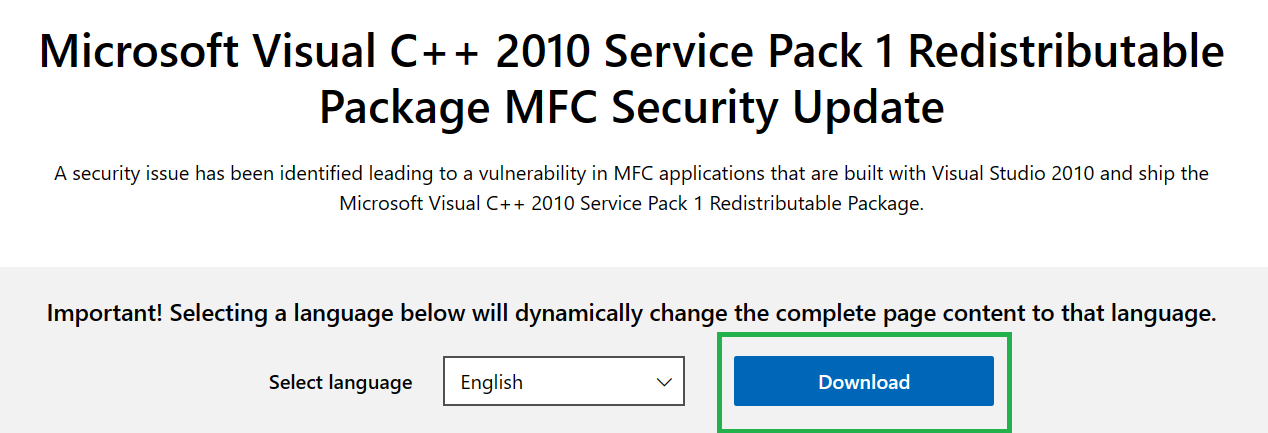 Microsoft Visual C++ 2010 Service Pack 1 Redistributable
Package MFC Security Update
A security issue has been identified leading to a vulnerability in MFC applications that are built with Visual Studio 2010 and ship the
Microsoft Visual C++ 2010 Service Pack 1 Redistributable Package.
Important! Selecting a language below will dynamically change the complete page content to that language.
Select language English Download